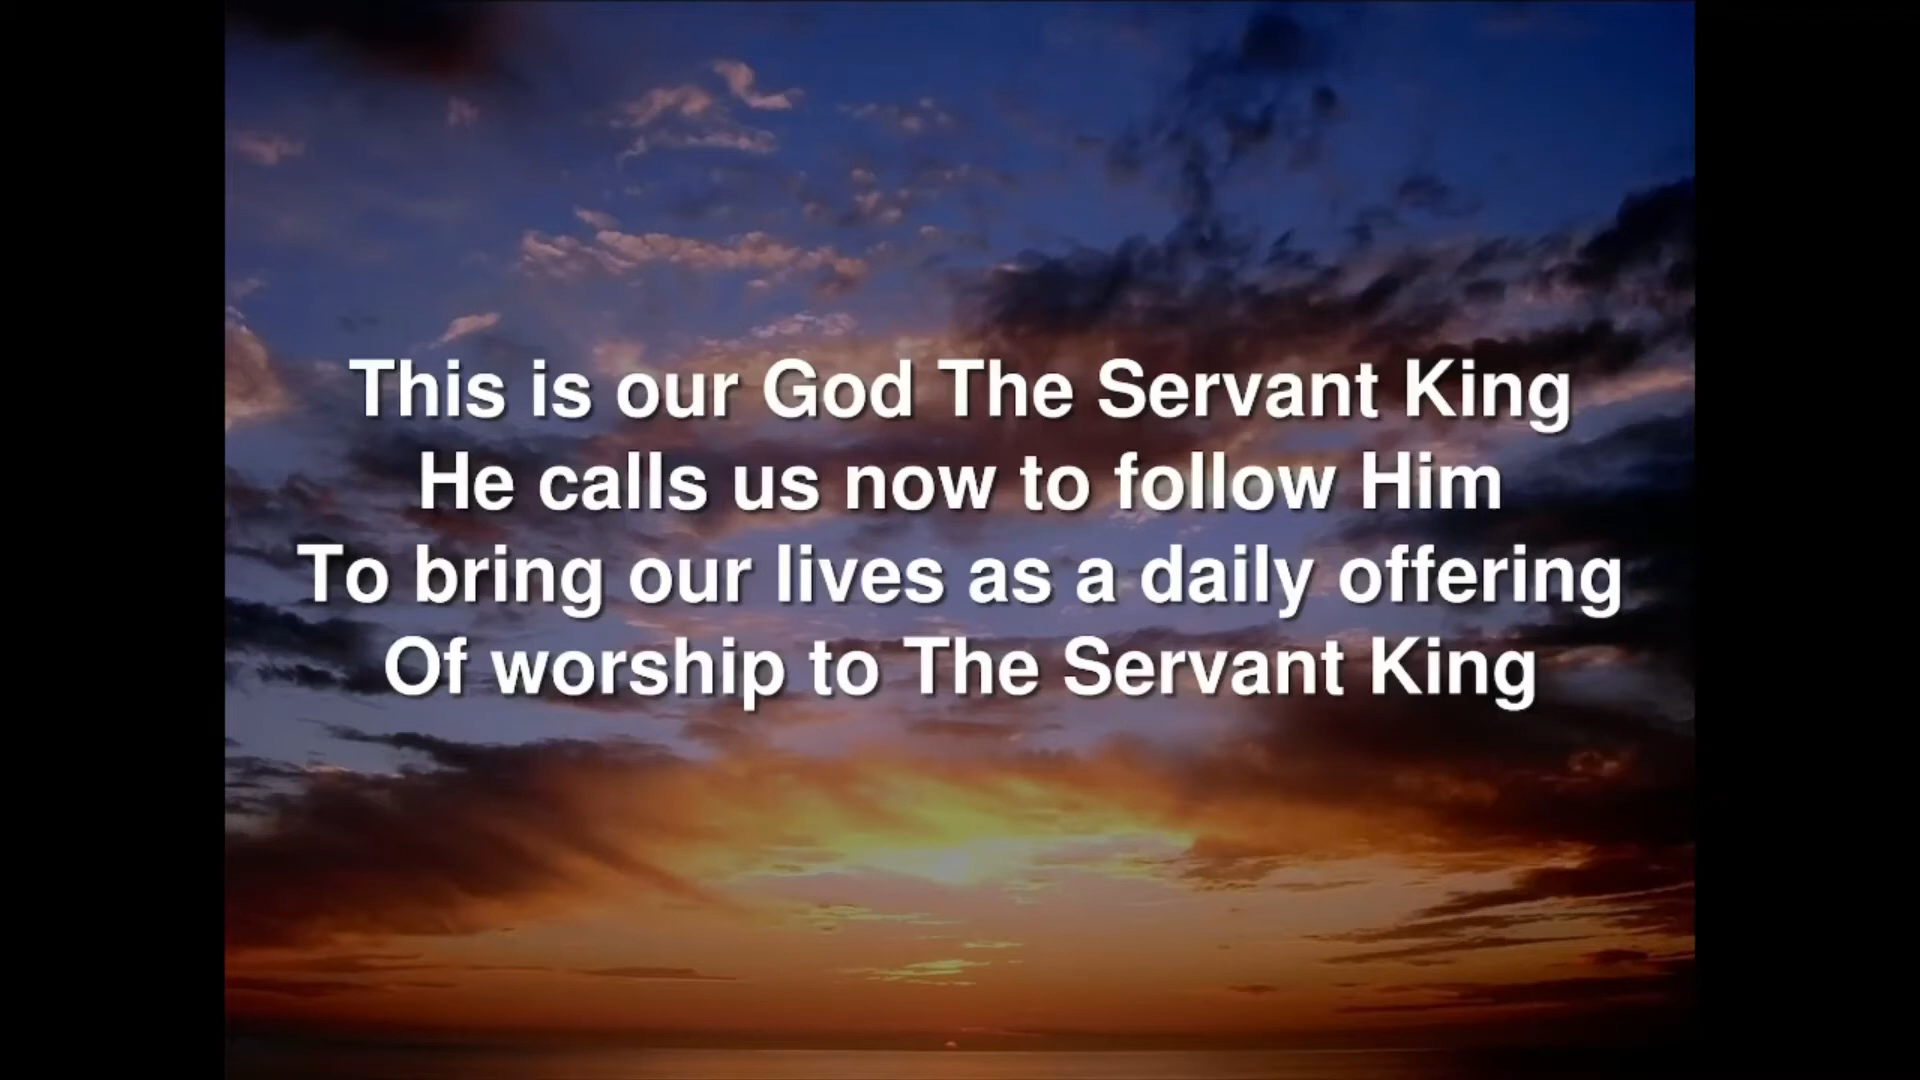 This is our God The Servant King
He calls us now to follow Him
To bring our lives as a daily offering
Of worship to The Servant King